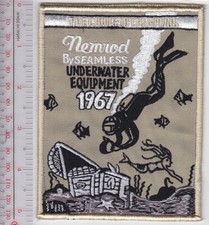 Nemrod
By SEAMLESS
UNDERWATER
EQUIPMENT
1967